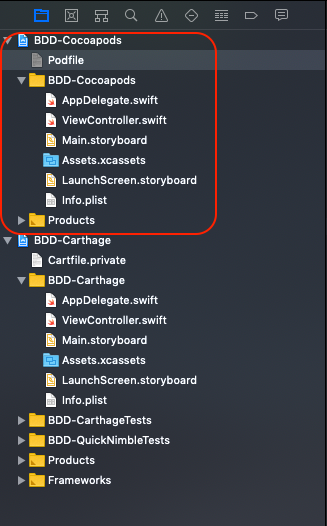 BDD-Cocoapods
Podfile
BDD-Cocoapods
AppDelegate.swift
ViewController.swift
Main.storyboard
Assets.xcassets
LaunchScreen.storyboard
Info.plist
Products
BDD-Carthage
Cartfile.private
BDD-Carthage
AppDelegate.swift
ViewController.swift
Main.storyboard
Assets.xcassets
LaunchScreen.storyboard
Info.plist
BDD-CarthageTests
BDD-QuickNimbleTests
Products
Frameworks